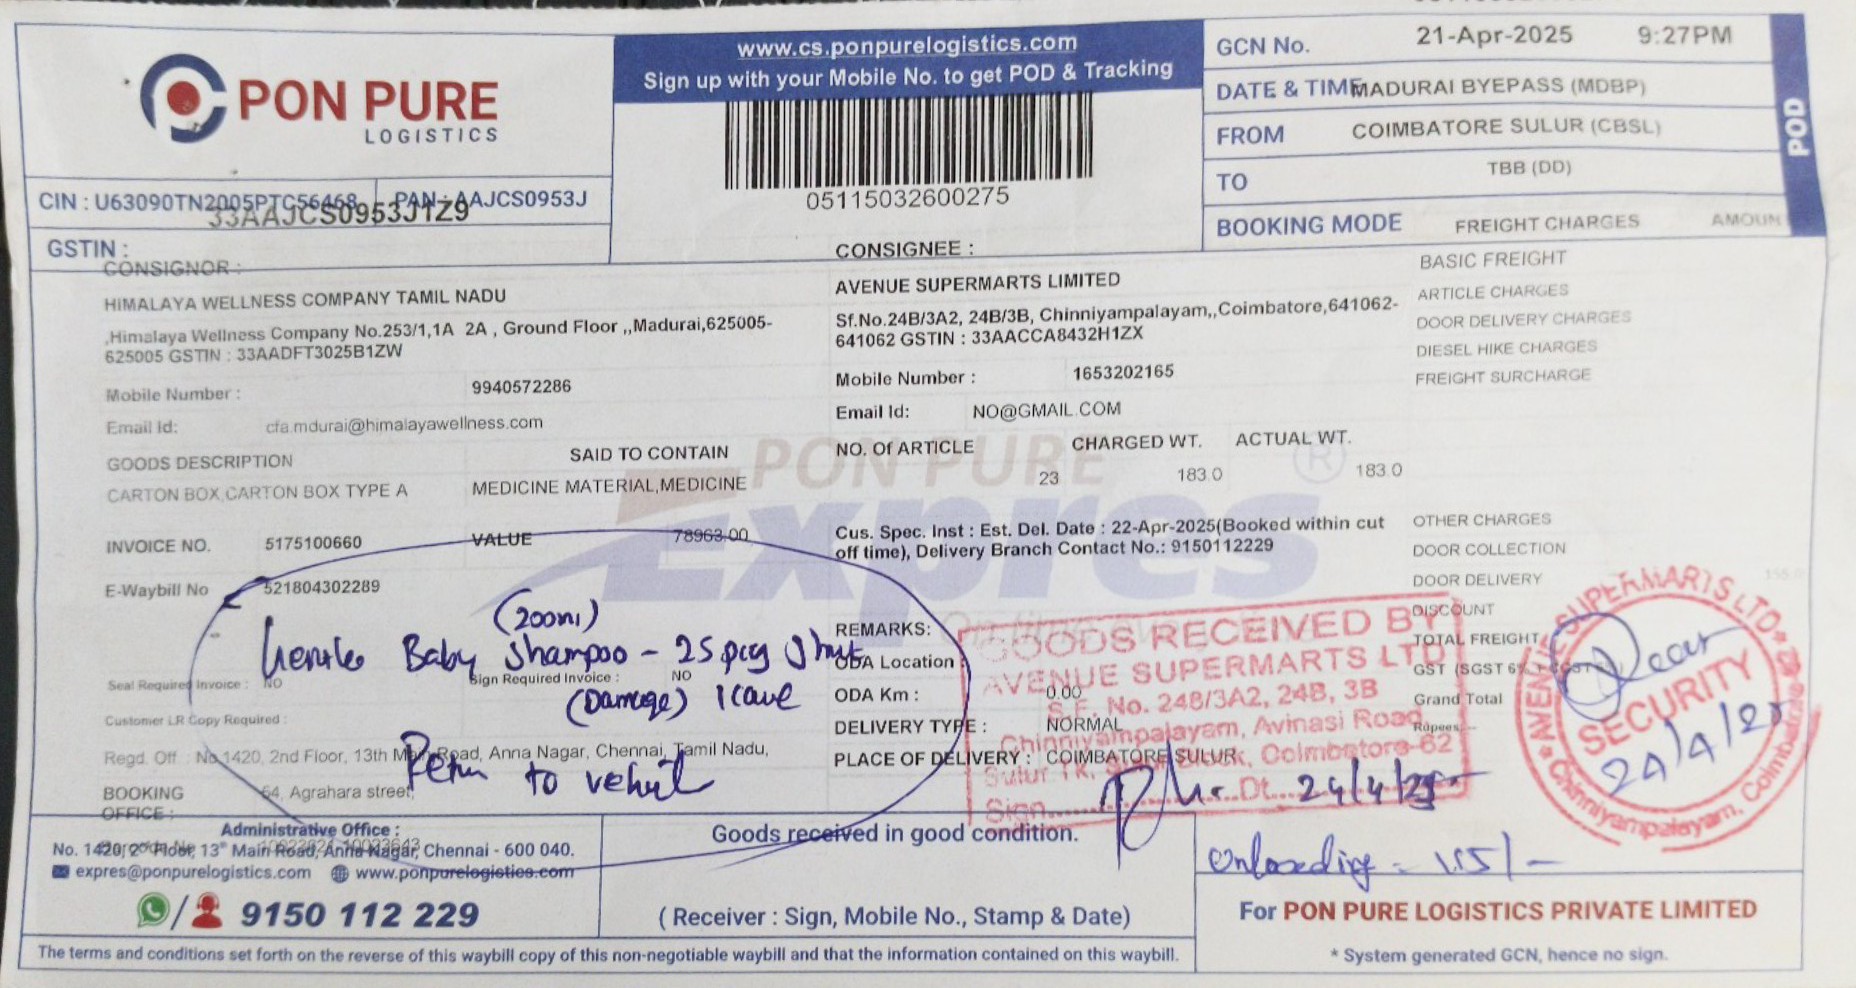 PON PURE
LOGISTICS
CIN : U63090TN2005PTC56468
PAN : AAJCS0953J
33AAJCS0953J1Z9
GSTIN :
www.cs.ponpurelogistics.com
Sign up with your Mobile No. to get POD & Tracking
05115032600275
GCN No.
21-Apr-2025 9:27PM
DATE & TIME
MADURAI BYEPASS (MDBP)
FROM
COIMBATORE SULUR (CBSL)
TO
TBB (DD)
BOOKING MODE
FREIGHT CHARGES AMOUN
POD
CONSIGNOR :
HIMALAYA WELLNESS COMPANY TAMIL NADU
,Himalaya Wellness Company No.253/1,1A 2A , Ground Floor ,,Madurai,625005-
625005 GSTIN : 33AADFT3025B1ZW
Mobile Number : 9940572286
Email Id: cfa.mdurai@himalayawellness.com
CONSIGNEE :
AVENUE SUPERMARTS LIMITED
Sf.No.24B/3A2, 24B/3B, Chinniyampalayam,,Coimbatore,641062-
641062 GSTIN : 33AACCA8432H1ZX
Mobile Number : 1653202165
Email Id: NO@GMAIL.COM
BASIC FREIGHT
ARTICLE CHARGES
DOOR DELIVERY CHARGES
DIESEL HIKE CHARGES
FREIGHT SURCHARGE
GOODS DESCRIPTION SAID TO CONTAIN
CARTON BOX,CARTON BOX TYPE A MEDICINE MATERIAL,MEDICINE
NO. Of ARTICLE CHARGED WT. ACTUAL WT.
23 183.0 183.0
PON PURE
Expres
INVOICE NO. 5175100660 VALUE 78963.00
E-Waybill No 521804302289
Cus. Spec. Inst : Est. Del. Date : 22-Apr-2025(Booked within cut
off time), Delivery Branch Contact No.: 9150112229
OTHER CHARGES
DOOR COLLECTION
DOOR DELIVERY
DISCOUNT
TOTAL FREIGHT
GST (SGST 6%
Grand Total
Rupees
(200ml)
Gentle Baby Shampoo - 25 pcs
(Damage) 1 case
to
Seal Required Invoice : NO
Sign Required Invoice : NO
Customer LR Copy Required :
Regd. Off : No.1420, 2nd Floor, 13th Main Road, Anna Nagar, Chennai, Tamil Nadu,
BOOKING
OFFICE :
64, Agrahara street,
REMARKS:
ODA Location :
ODA Km : 0.00
DELIVERY TYPE : NORMAL
PLACE OF DELIVERY : COIMBATORE SULUR
GOODS RECEIVED BY
AVENUE SUPERMARTS LTD
S.F. No. 24B/3A2, 24B, 3B
Chinniyampalayam, Avinasi Road
Sulur Tk, Coimbatore-62
Sign Dt 24/4/25
AVENUE SUPERMARTS LTD
SECURITY
24/4/25
Chinniyampalayam, Coimbatore
Unloading - 115/-
Administrative Office :
No. 1420, 2nd Floor, 13th Main Road, Anna Nagar, Chennai - 600 040.
expres@ponpurelogistics.com www.ponpurelogistics.com
9150 112 229
Goods received in good condition.
( Receiver : Sign, Mobile No., Stamp & Date)
For PON PURE LOGISTICS PRIVATE LIMITED
* System generated GCN, hence no sign.
The terms and conditions set forth on the reverse of this waybill copy of this non-negotiable waybill and that the information contained on this waybill.